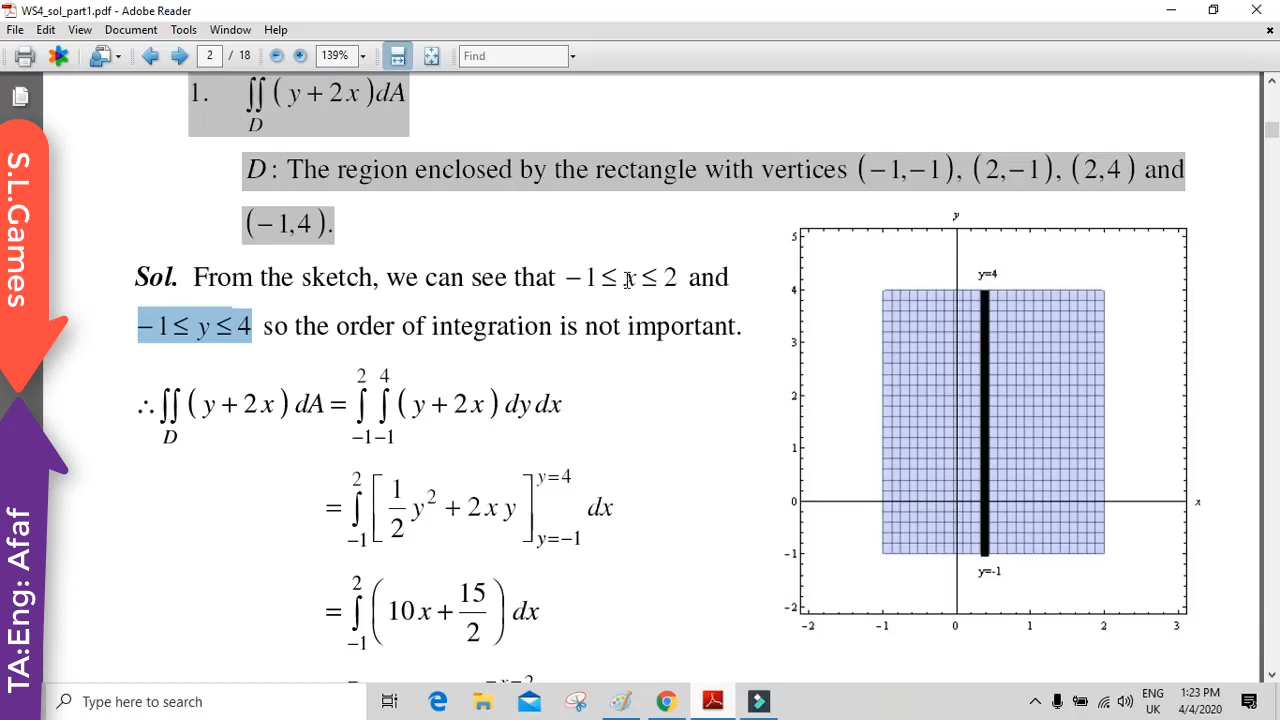 WS4_sol_part1.pdf - Adobe Reader
File Edit View Document Tools Window Help
2 / 18 139% Find
1. ∬_D ( y + 2x ) dA
D : The region enclosed by the rectangle with vertices (−1,−1), (2,−1), (2,4) and
(−1,4).
Sol. From the sketch, we can see that −1 ≤ x ≤ 2 and
−1 ≤ y ≤ 4 so the order of integration is not important.
∴ ∬_D ( y + 2x ) dA = ∫_{−1}^{2} ∫_{−1}^{4} ( y + 2x ) dy dx
= ∫_{−1}^{2} [ 1/2 y² + 2xy ]_{y=−1}^{y=4} dx
= ∫_{−1}^{2} ( 10x + 15/2 ) dx
y
5
y=4
4
3
2
1
0
x
-1
y=-1
-2
-2 -1 0 1 2 3
S.L.Games
TA:Eng: Afaf
Type here to search
ENG
UK
1:23 PM
4/4/2020